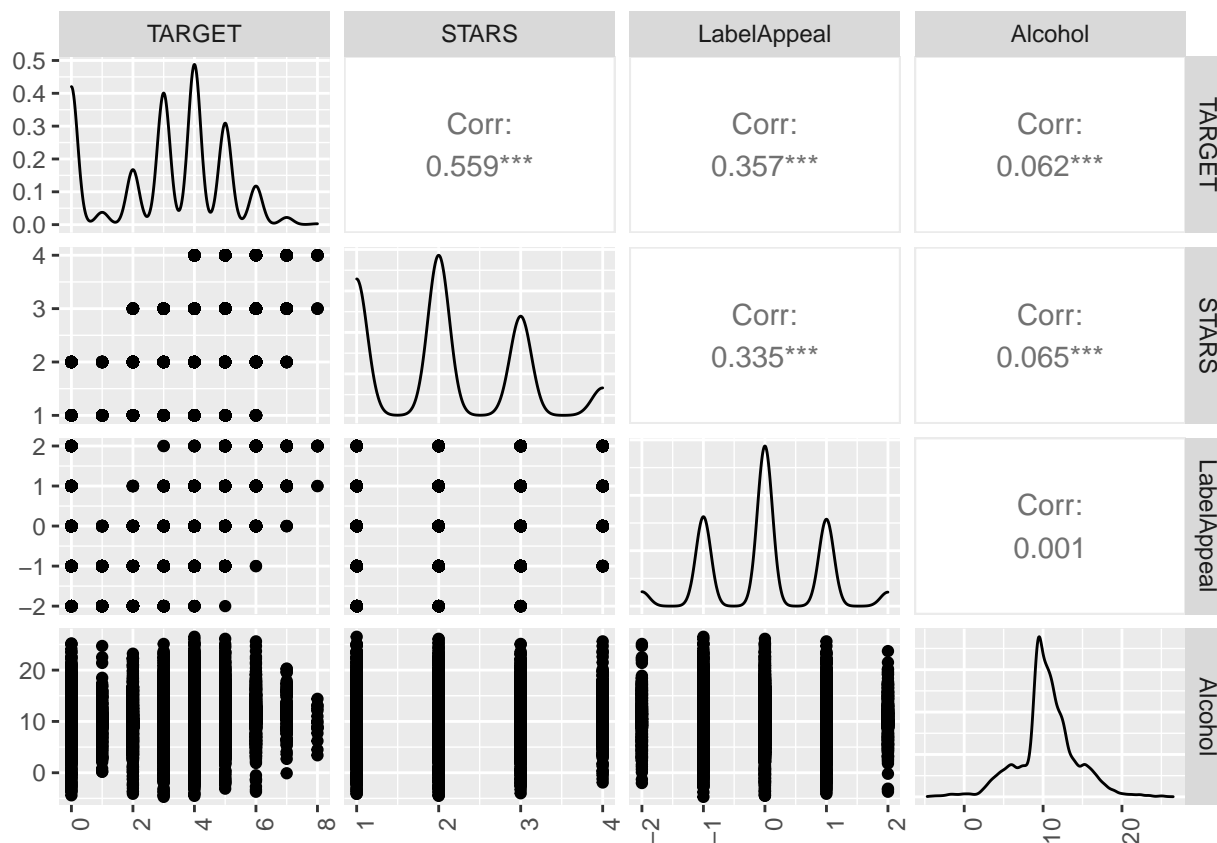 TARGET
STARS
LabelAppeal
Alcohol
0.5
0.4
0.3
0.2
0.1
0.0
Corr:
0.559***
Corr:
0.357***
Corr:
0.062***
TARGET
4
3
2
1
Corr:
0.335***
Corr:
0.065***
STARS
2
1
0
−1
−2
Corr:
0.001
LabelAppeal
20
10
0
Alcohol
0
2
4
6
8
1
2
3
4
−2
−1
0
1
2
0
10
20